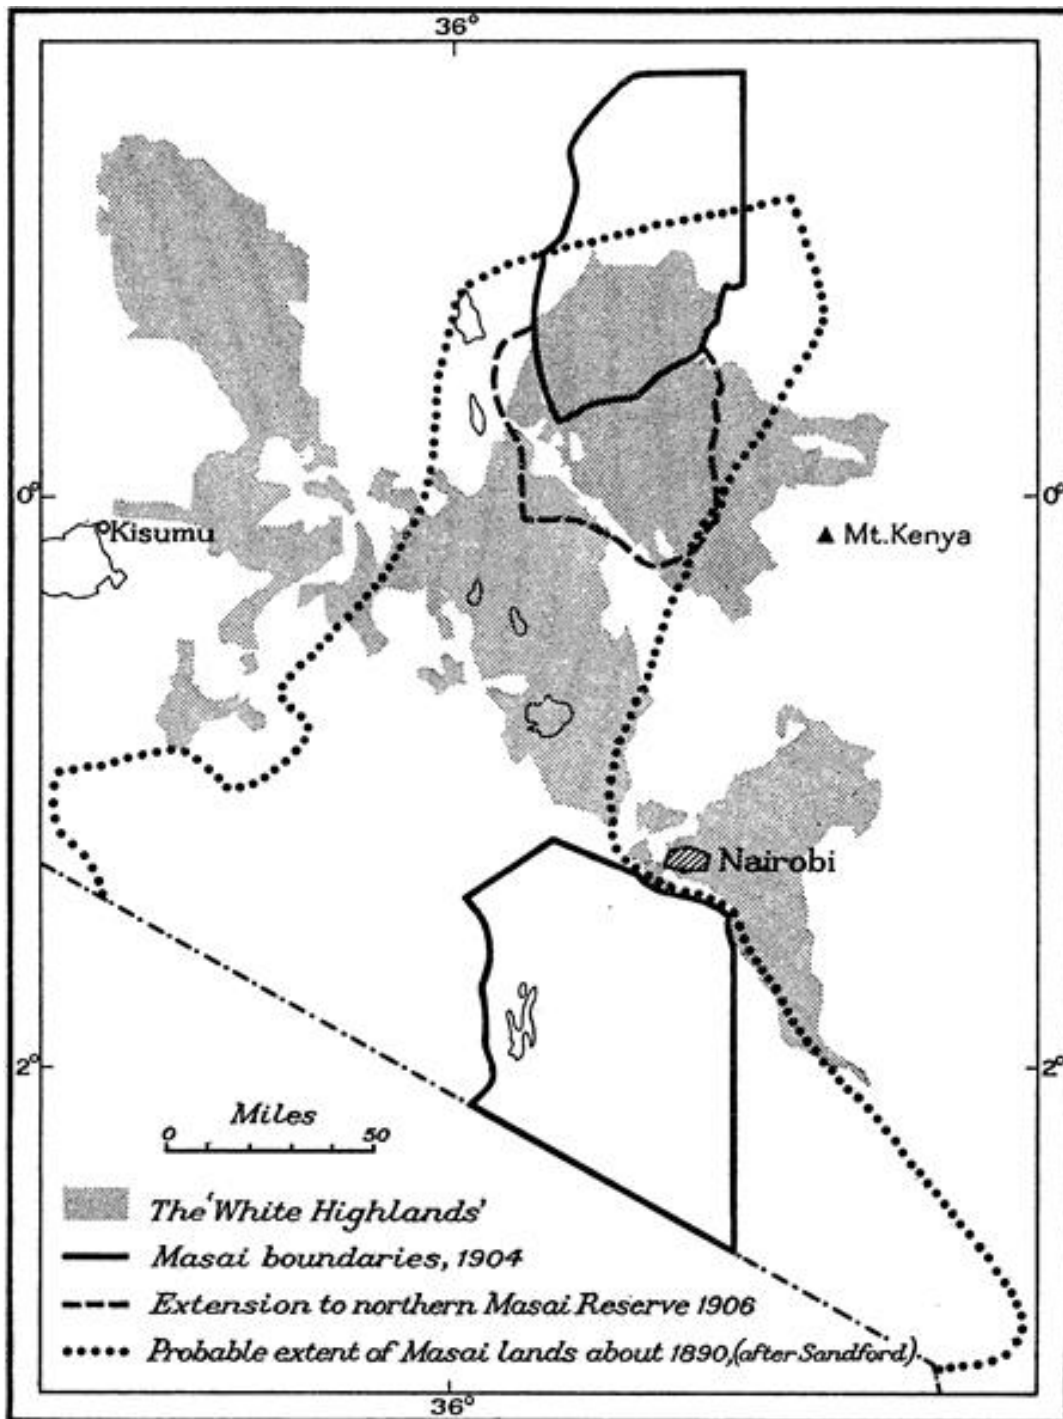 36°
0°
0°
Kisumu
Mt.Kenya
Nairobi
2°
2°
Miles
0 50
The 'White Highlands'
Masai boundaries, 1904
Extension to northern Masai Reserve 1906
Probable extent of Masai lands about 1890,(after Sandford)
36°